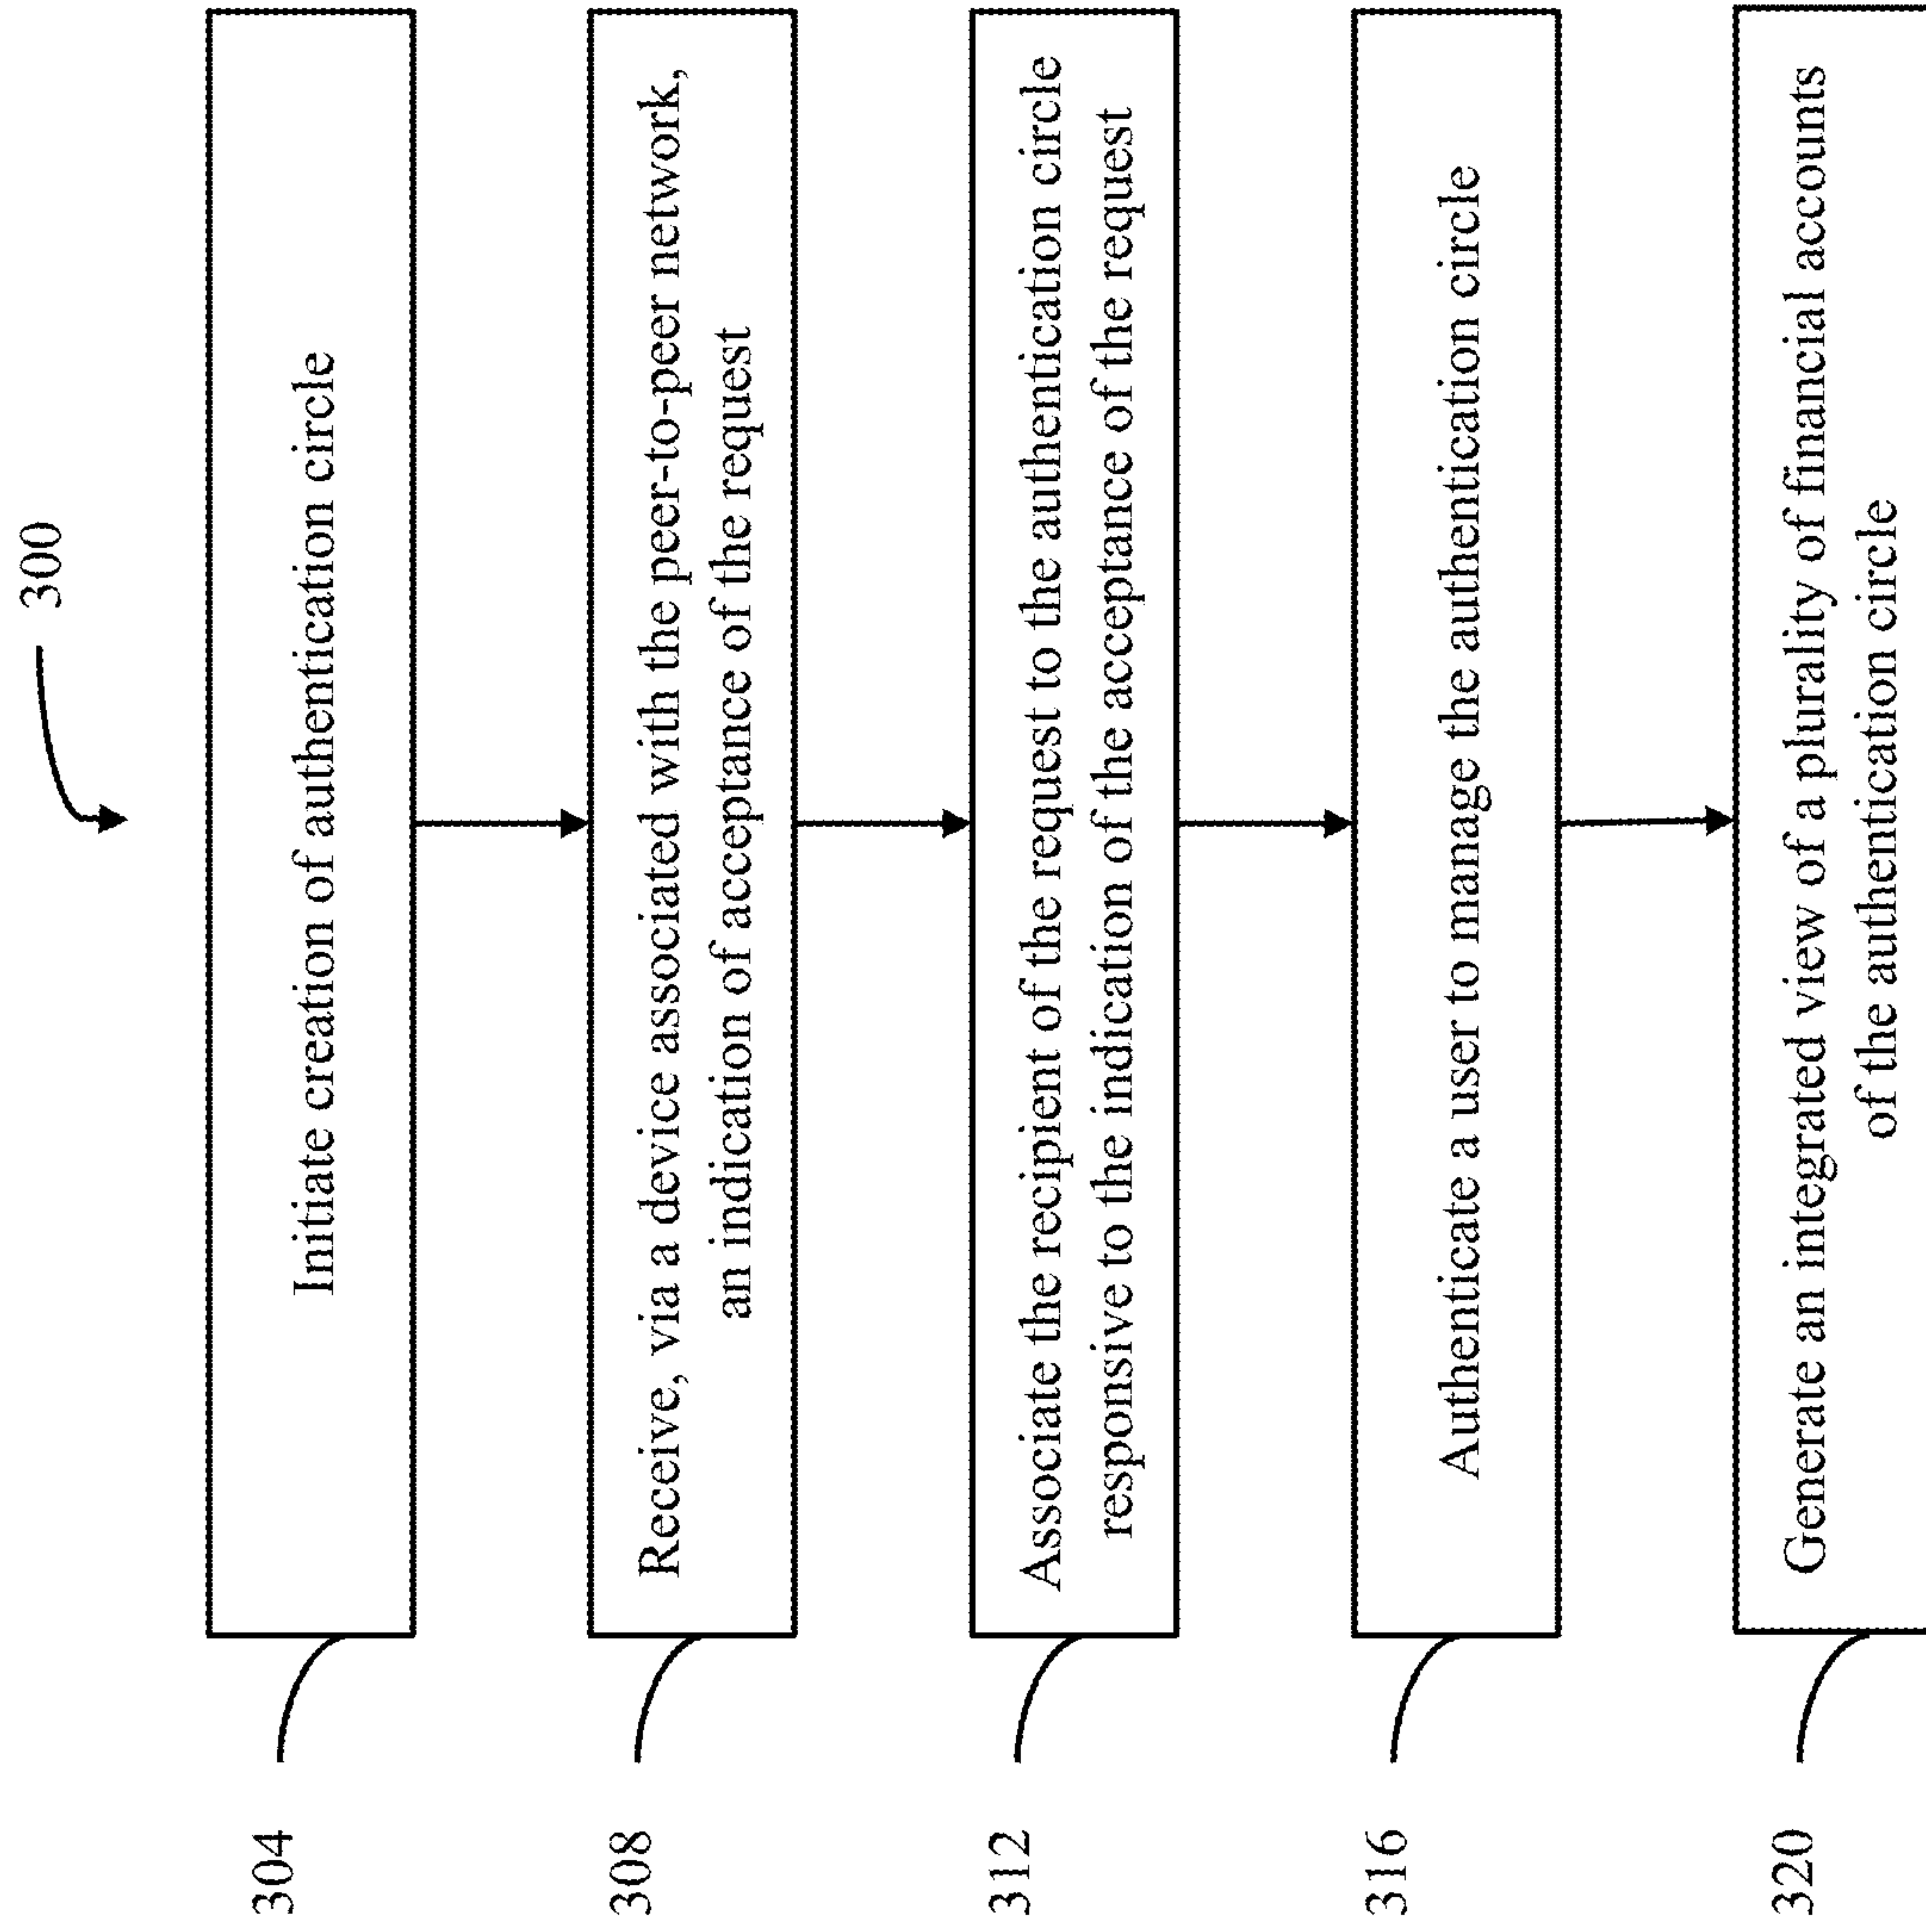 300
304
Initiate creation of authentication circle
308
Receive, via a device associated with the peer-to-peer network,
an indication of acceptance of the request
312
Associate the recipient of the request to the authentication circle
responsive to the indication of the acceptance of the request
316
Authenticate a user to manage the authentication circle
320
Generate an integrated view of a plurality of financial accounts
of the authentication circle